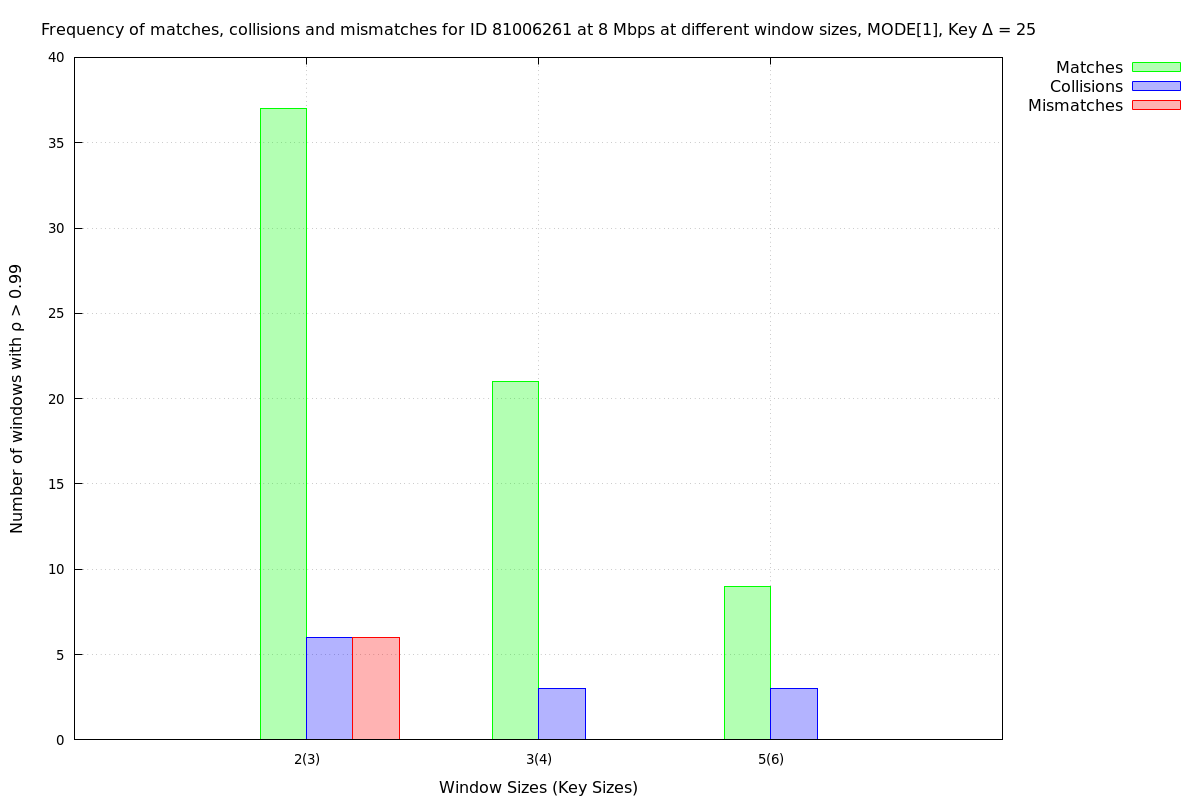 Frequency of matches, collisions and mismatches for ID 81006261 at 8 Mbps at different window sizes, MODE[1], Key Δ = 25
Matches
Collisions
Mismatches
Number of windows with ρ > 0.99
40
35
30
25
20
15
10
5
0
2(3) 3(4) 5(6)
Window Sizes (Key Sizes)